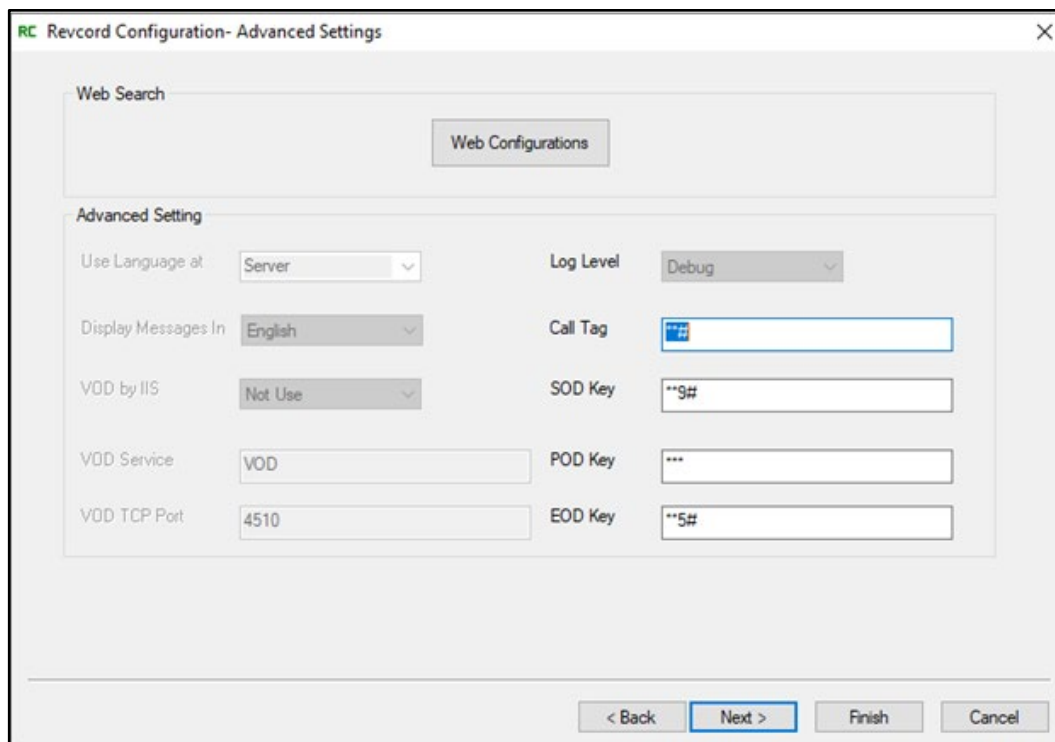 RC Revcord Configuration- Advanced Settings
Web Search
Web Configurations
Advanced Setting
Use Language at Server Log Level Debug
Display Messages In English Call Tag **#
VOD by IIS Not Use SOD Key **9#
VOD Service VOD POD Key ***
VOD TCP Port 4510 EOD Key **5#
< Back Next > Finish Cancel